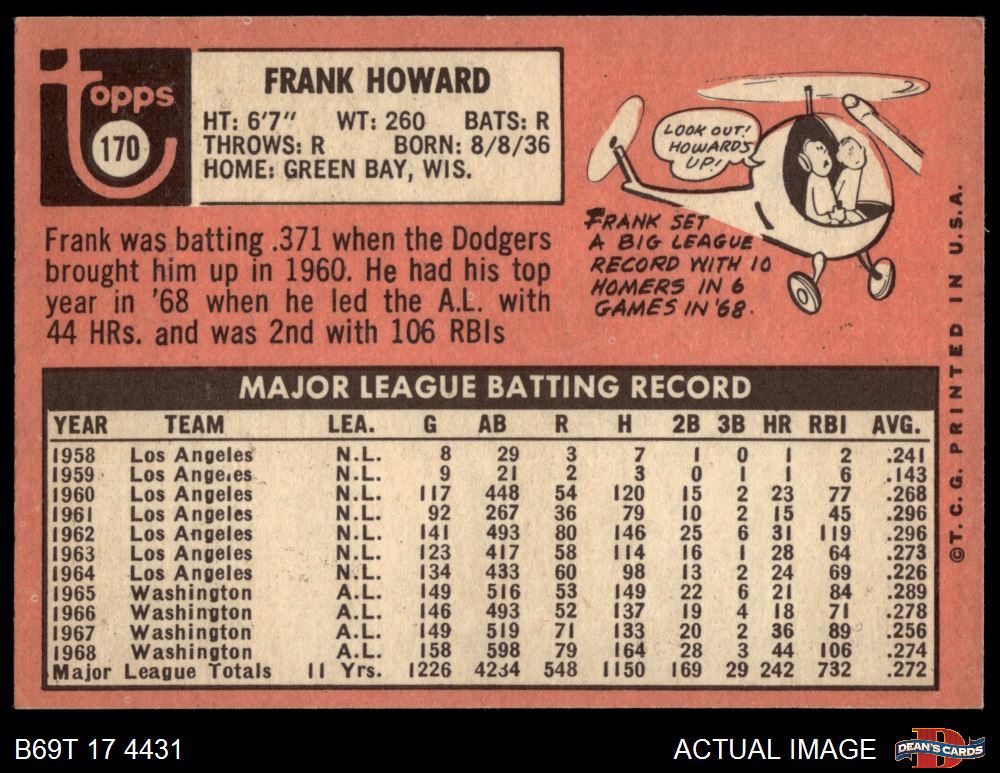 topps
170
FRANK HOWARD
HT: 6'7" WT: 260 BATS: R
THROWS: R BORN: 8/8/36
HOME: GREEN BAY, WIS.
Frank was batting .371 when the Dodgers
brought him up in 1960. He had his top
year in '68 when he led the A.L. with
44 HRs. and was 2nd with 106 RBIs
LOOK OUT!
HOWARD'S
UP!
FRANK SET
A BIG LEAGUE
RECORD WITH 10
HOMERS IN 6
GAMES IN '68.
MAJOR LEAGUE BATTING RECORD
YEAR TEAM LEA. G AB R H 2B 3B HR RBI AVG.
1958 Los Angeles N.L. 8 29 3 7 1 0 1 2 .241
1959 Los Angeles N.L. 9 21 2 3 0 1 1 6 .143
1960 Los Angeles N.L. 117 448 54 120 15 2 23 77 .268
1961 Los Angeles N.L. 92 267 36 79 10 2 15 45 .296
1962 Los Angeles N.L. 141 493 80 146 25 6 31 119 .296
1963 Los Angeles N.L. 123 417 58 114 16 1 28 64 .273
1964 Los Angeles N.L. 134 433 60 98 13 2 24 69 .226
1965 Washington A.L. 149 516 53 149 22 6 21 84 .289
1966 Washington A.L. 146 493 52 137 19 4 18 71 .278
1967 Washington A.L. 149 519 71 133 20 2 36 89 .256
1968 Washington A.L. 158 598 79 164 28 3 44 106 .274
Major League Totals 11 Yrs. 1226 4234 548 1150 169 29 242 732 .272
©T. C. G. PRINTED IN U.S.A.
B69T 17 4431
ACTUAL IMAGE
D
DEAN'S CARDS